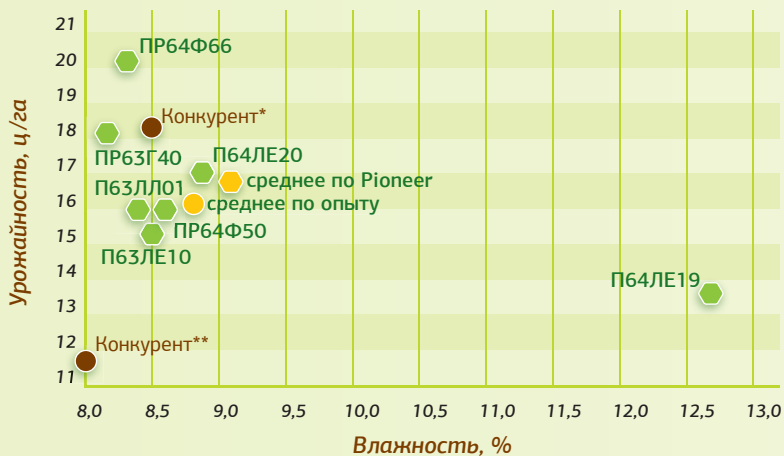 Урожайность, ц/га
21
20
19
18
17
16
15
14
13
12
11
ПР64Ф66
Конкурент*
ПР63Г40
П64ЛЕ20
среднее по Pioneer
П63ЛЛ01
среднее по опыту
ПР64Ф50
П63ЛЕ10
П64ЛЕ19
Конкурент**
8,0 8,5 9,0 9,5 10,0 10,5 11,0 11,5 12,0 12,5 13,0
Влажность, %